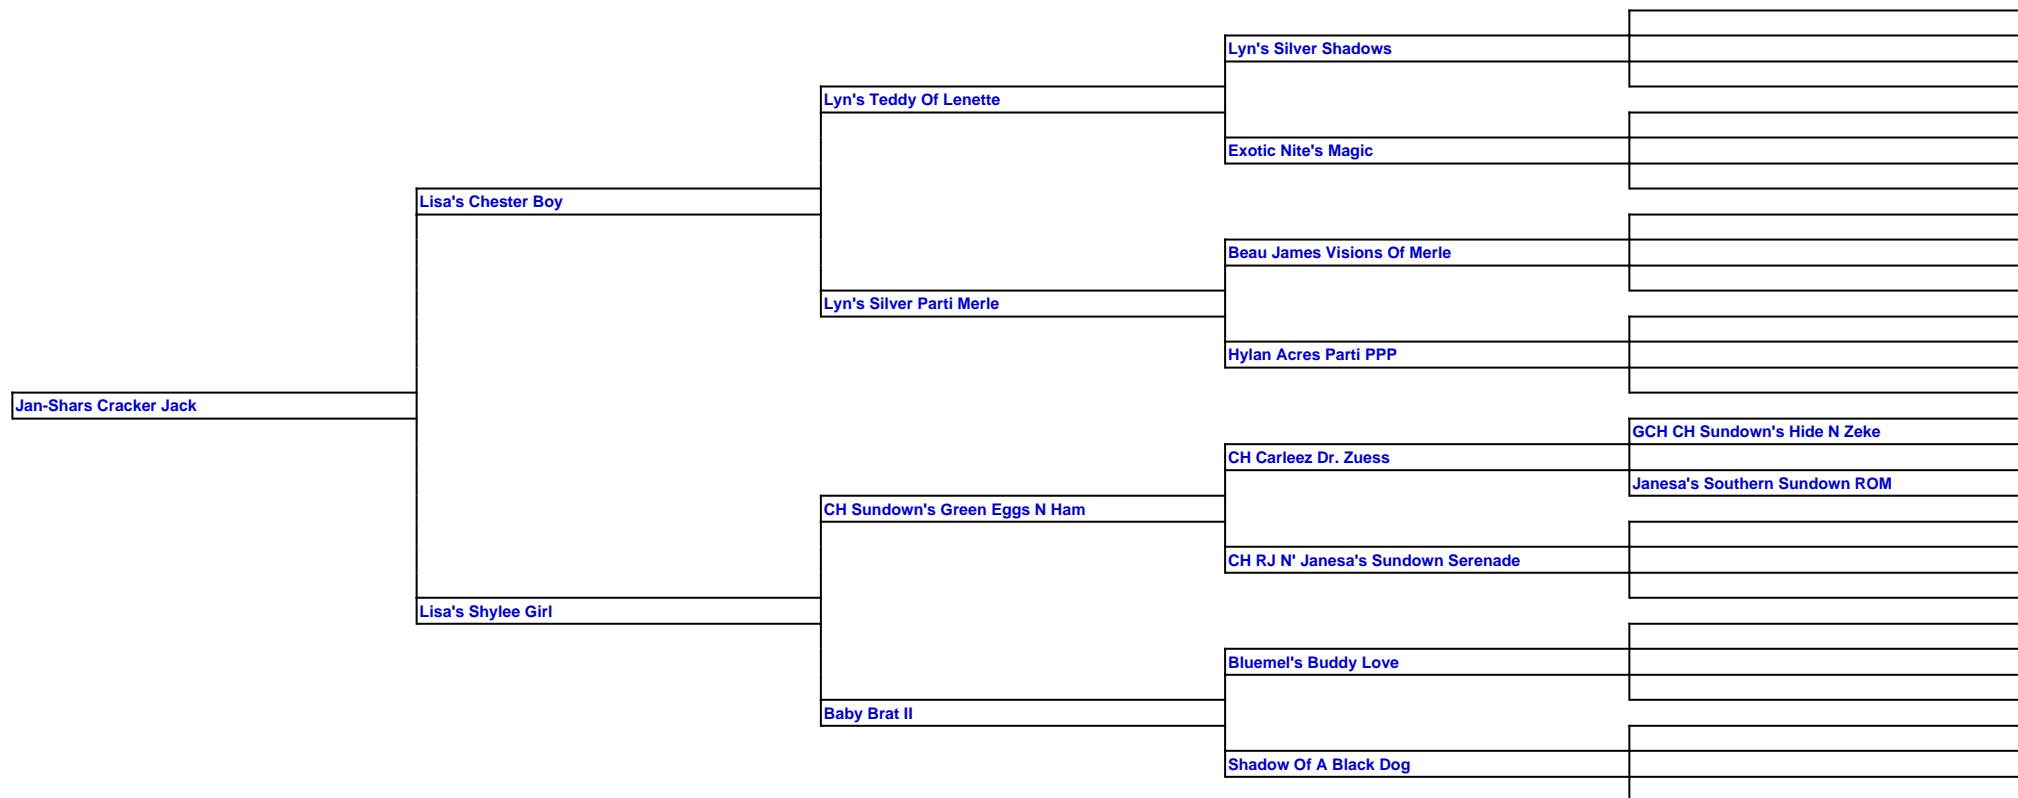 Lyn's Silver Shadows
Lyn's Teddy Of Lenette
Exotic Nite's Magic
Lisa's Chester Boy
Beau James Visions Of Merle
Lyn's Silver Parti Merle
Hylan Acres Parti PPP
Jan-Shars Cracker Jack
GCH CH Sundown's Hide N Zeke
CH Carleez Dr. Zuess
Janesa's Southern Sundown ROM
CH Sundown's Green Eggs N Ham
CH RJ N' Janesa's Sundown Serenade
Lisa's Shylee Girl
Bluemel's Buddy Love
Baby Brat II
Shadow Of A Black Dog